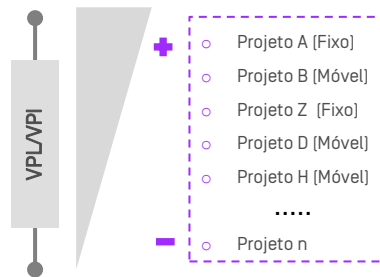 VPL/VPI
+
Projeto A (Fixo)
Projeto B (Móvel)
Projeto Z (Fixo)
Projeto D (Móvel)
Projeto H (Móvel)
.....
-
Projeto n